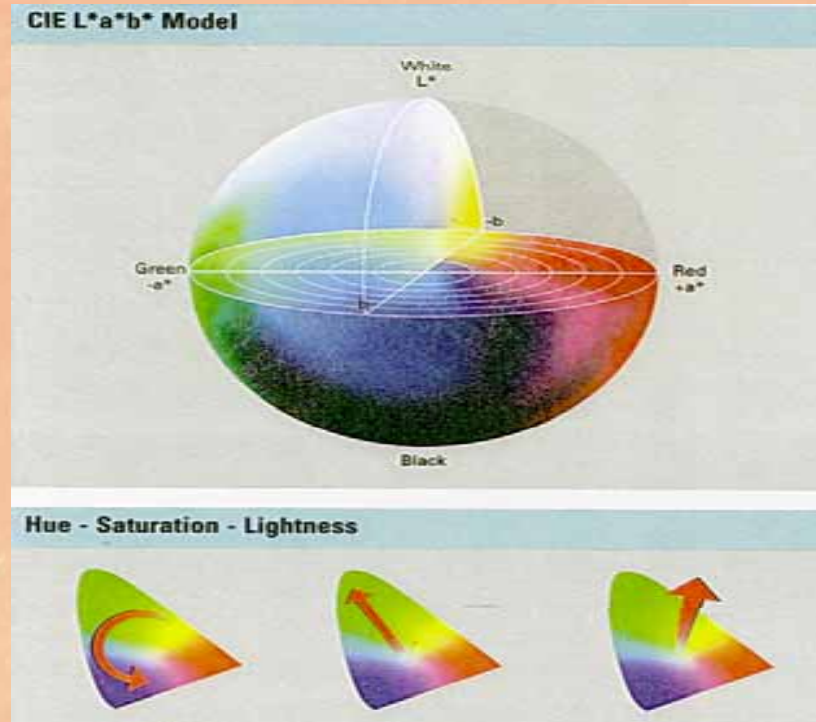 CIE L*a*b* Model
White
L*
-b
Green
-a*
Red
+a*
b
Black
Hue - Saturation - Lightness